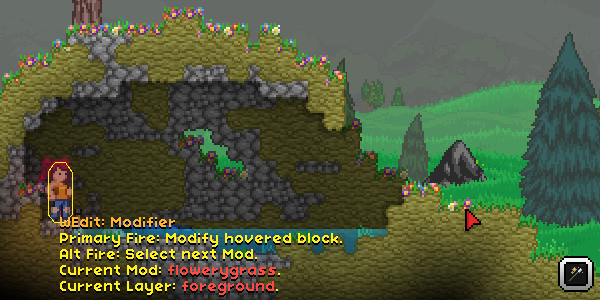 WEdit: Modifier
Primary Fire: Modify hovered block.
Alt Fire: Select next Mod.
Current Mod: flowerygrass.
Current Layer: foreground.